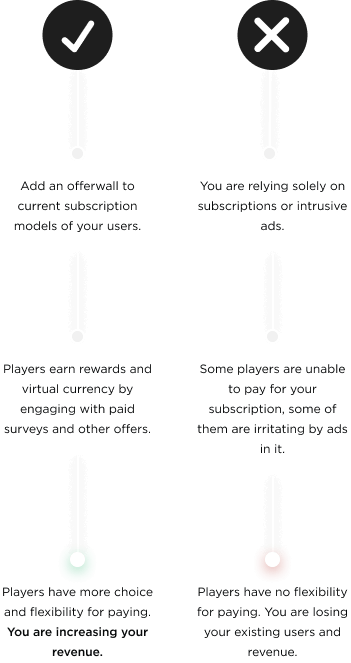 Add an offerwall to
current subscription
models of your users.
Players earn rewards and
virtual currency by
engaging with paid
surveys and other offers.
Players have more choice
and flexibility for paying.
You are increasing your
revenue.
You are relying solely on
subscriptions or intrusive
ads.
Some players are unable
to pay for your
subscription, some of
them are irritating by ads
in it.
Players have no flexibility
for paying. You are losing
your existing users and
revenue.